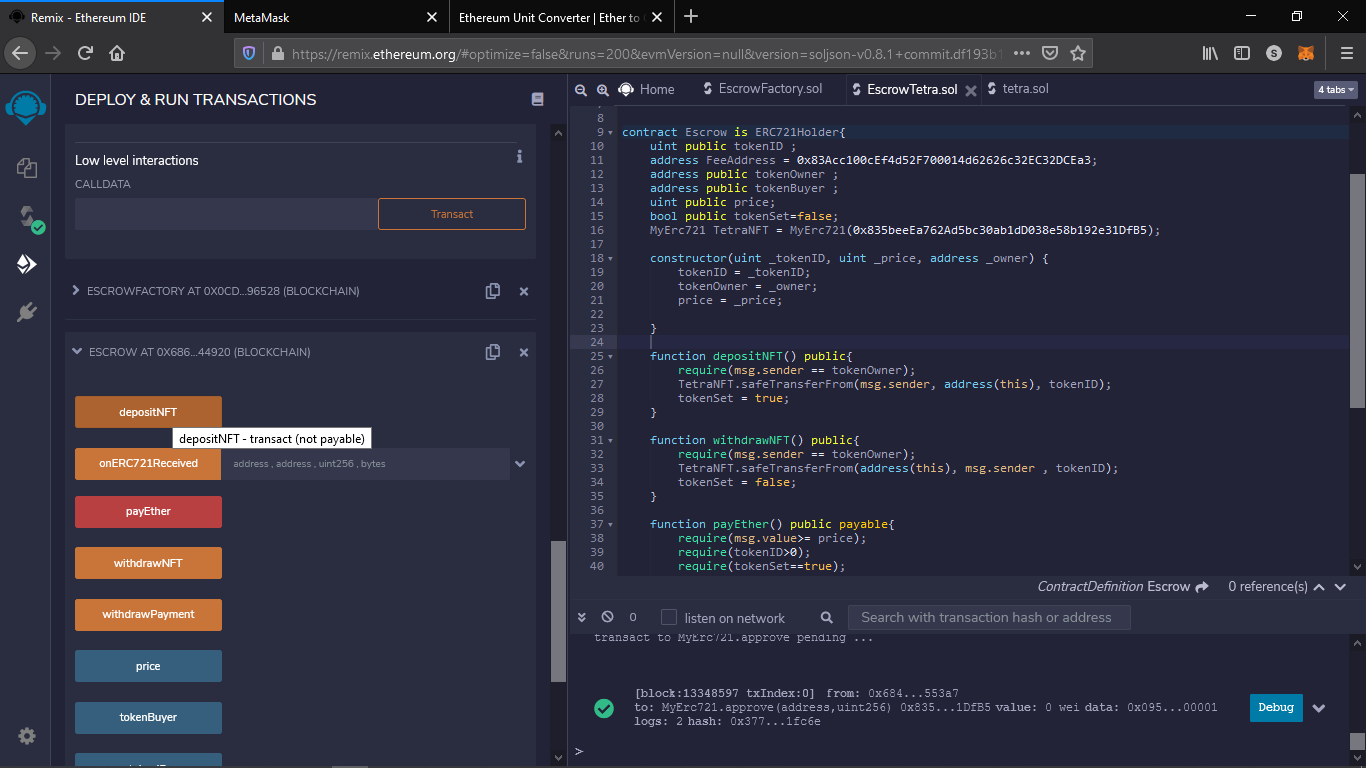 Remix - Ethereum IDE
MetaMask
Ethereum Unit Converter | Ether to
https://remix.ethereum.org/#optimize=false&runs=200&evmVersion=null&version=soljson-v0.8.1+commit.df193b1
DEPLOY & RUN TRANSACTIONS
Low level interactions
CALLDATA
Transact
ESCROWFACTORY AT 0X0CD...96528 (BLOCKCHAIN)
ESCROW AT 0X686...44920 (BLOCKCHAIN)
depositNFT
depositNFT - transact (not payable)
onERC721Received
address , address , uint256 , bytes
payEther
withdrawNFT
withdrawPayment
price
tokenBuyer
Home
EscrowFactory.sol
EscrowTetra.sol
tetra.sol
4 tabs
8
9 contract Escrow is ERC721Holder{
10 uint public tokenID ;
11 address FeeAddress = 0x83Acc100cEf4d52F700014d62626c32EC32DCEa3;
12 address public tokenOwner ;
13 address public tokenBuyer ;
14 uint public price;
15 bool public tokenSet=false;
16 MyErc721 TetraNFT = MyErc721(0x835beeEa762Ad5bc30ab1dD038e58b192e31DfB5);
17
18 constructor(uint _tokenID, uint _price, address _owner) {
19 tokenID = _tokenID;
20 tokenOwner = _owner;
21 price = _price;
22
23 }
24
25 function depositNFT() public{
26 require(msg.sender == tokenOwner);
27 TetraNFT.safeTransferFrom(msg.sender, address(this), tokenID);
28 tokenSet = true;
29 }
30
31 function withdrawNFT() public{
32 require(msg.sender == tokenOwner);
33 TetraNFT.safeTransferFrom(address(this), msg.sender , tokenID);
34 tokenSet = false;
35 }
36
37 function payEther() public payable{
38 require(msg.value>= price);
39 require(tokenID>0);
40 require(tokenSet==true);
ContractDefinition Escrow
0 reference(s)
0
listen on network
Search with transaction hash or address
transact to MyErc721.approve pending ...
[block:13348597 txIndex:0] from: 0x684...553a7
to: MyErc721.approve(address,uint256) 0x835...1DfB5 value: 0 wei data: 0x095...00001
logs: 2 hash: 0x377...1fc6e
Debug
>